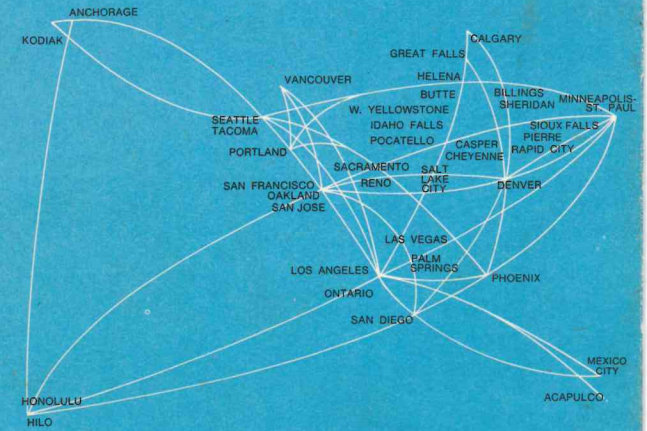 ANCHORAGE
KODIAK
CALGARY
GREAT FALLS
VANCOUVER
HELENA
BUTTE
BILLINGS
SHERIDAN
MINNEAPOLIS-
ST. PAUL
W. YELLOWSTONE
SEATTLE
TACOMA
IDAHO FALLS
SIOUX FALLS
POCATELLO
PIERRE
RAPID CITY
PORTLAND
CASPER
CHEYENNE
SACRAMENTO
RENO
SALT
LAKE
CITY
DENVER
SAN FRANCISCO
OAKLAND
SAN JOSE
LAS VEGAS
PALM
SPRINGS
LOS ANGELES
PHOENIX
ONTARIO
SAN DIEGO
MEXICO
CITY
ACAPULCO
HONOLULU
HILO